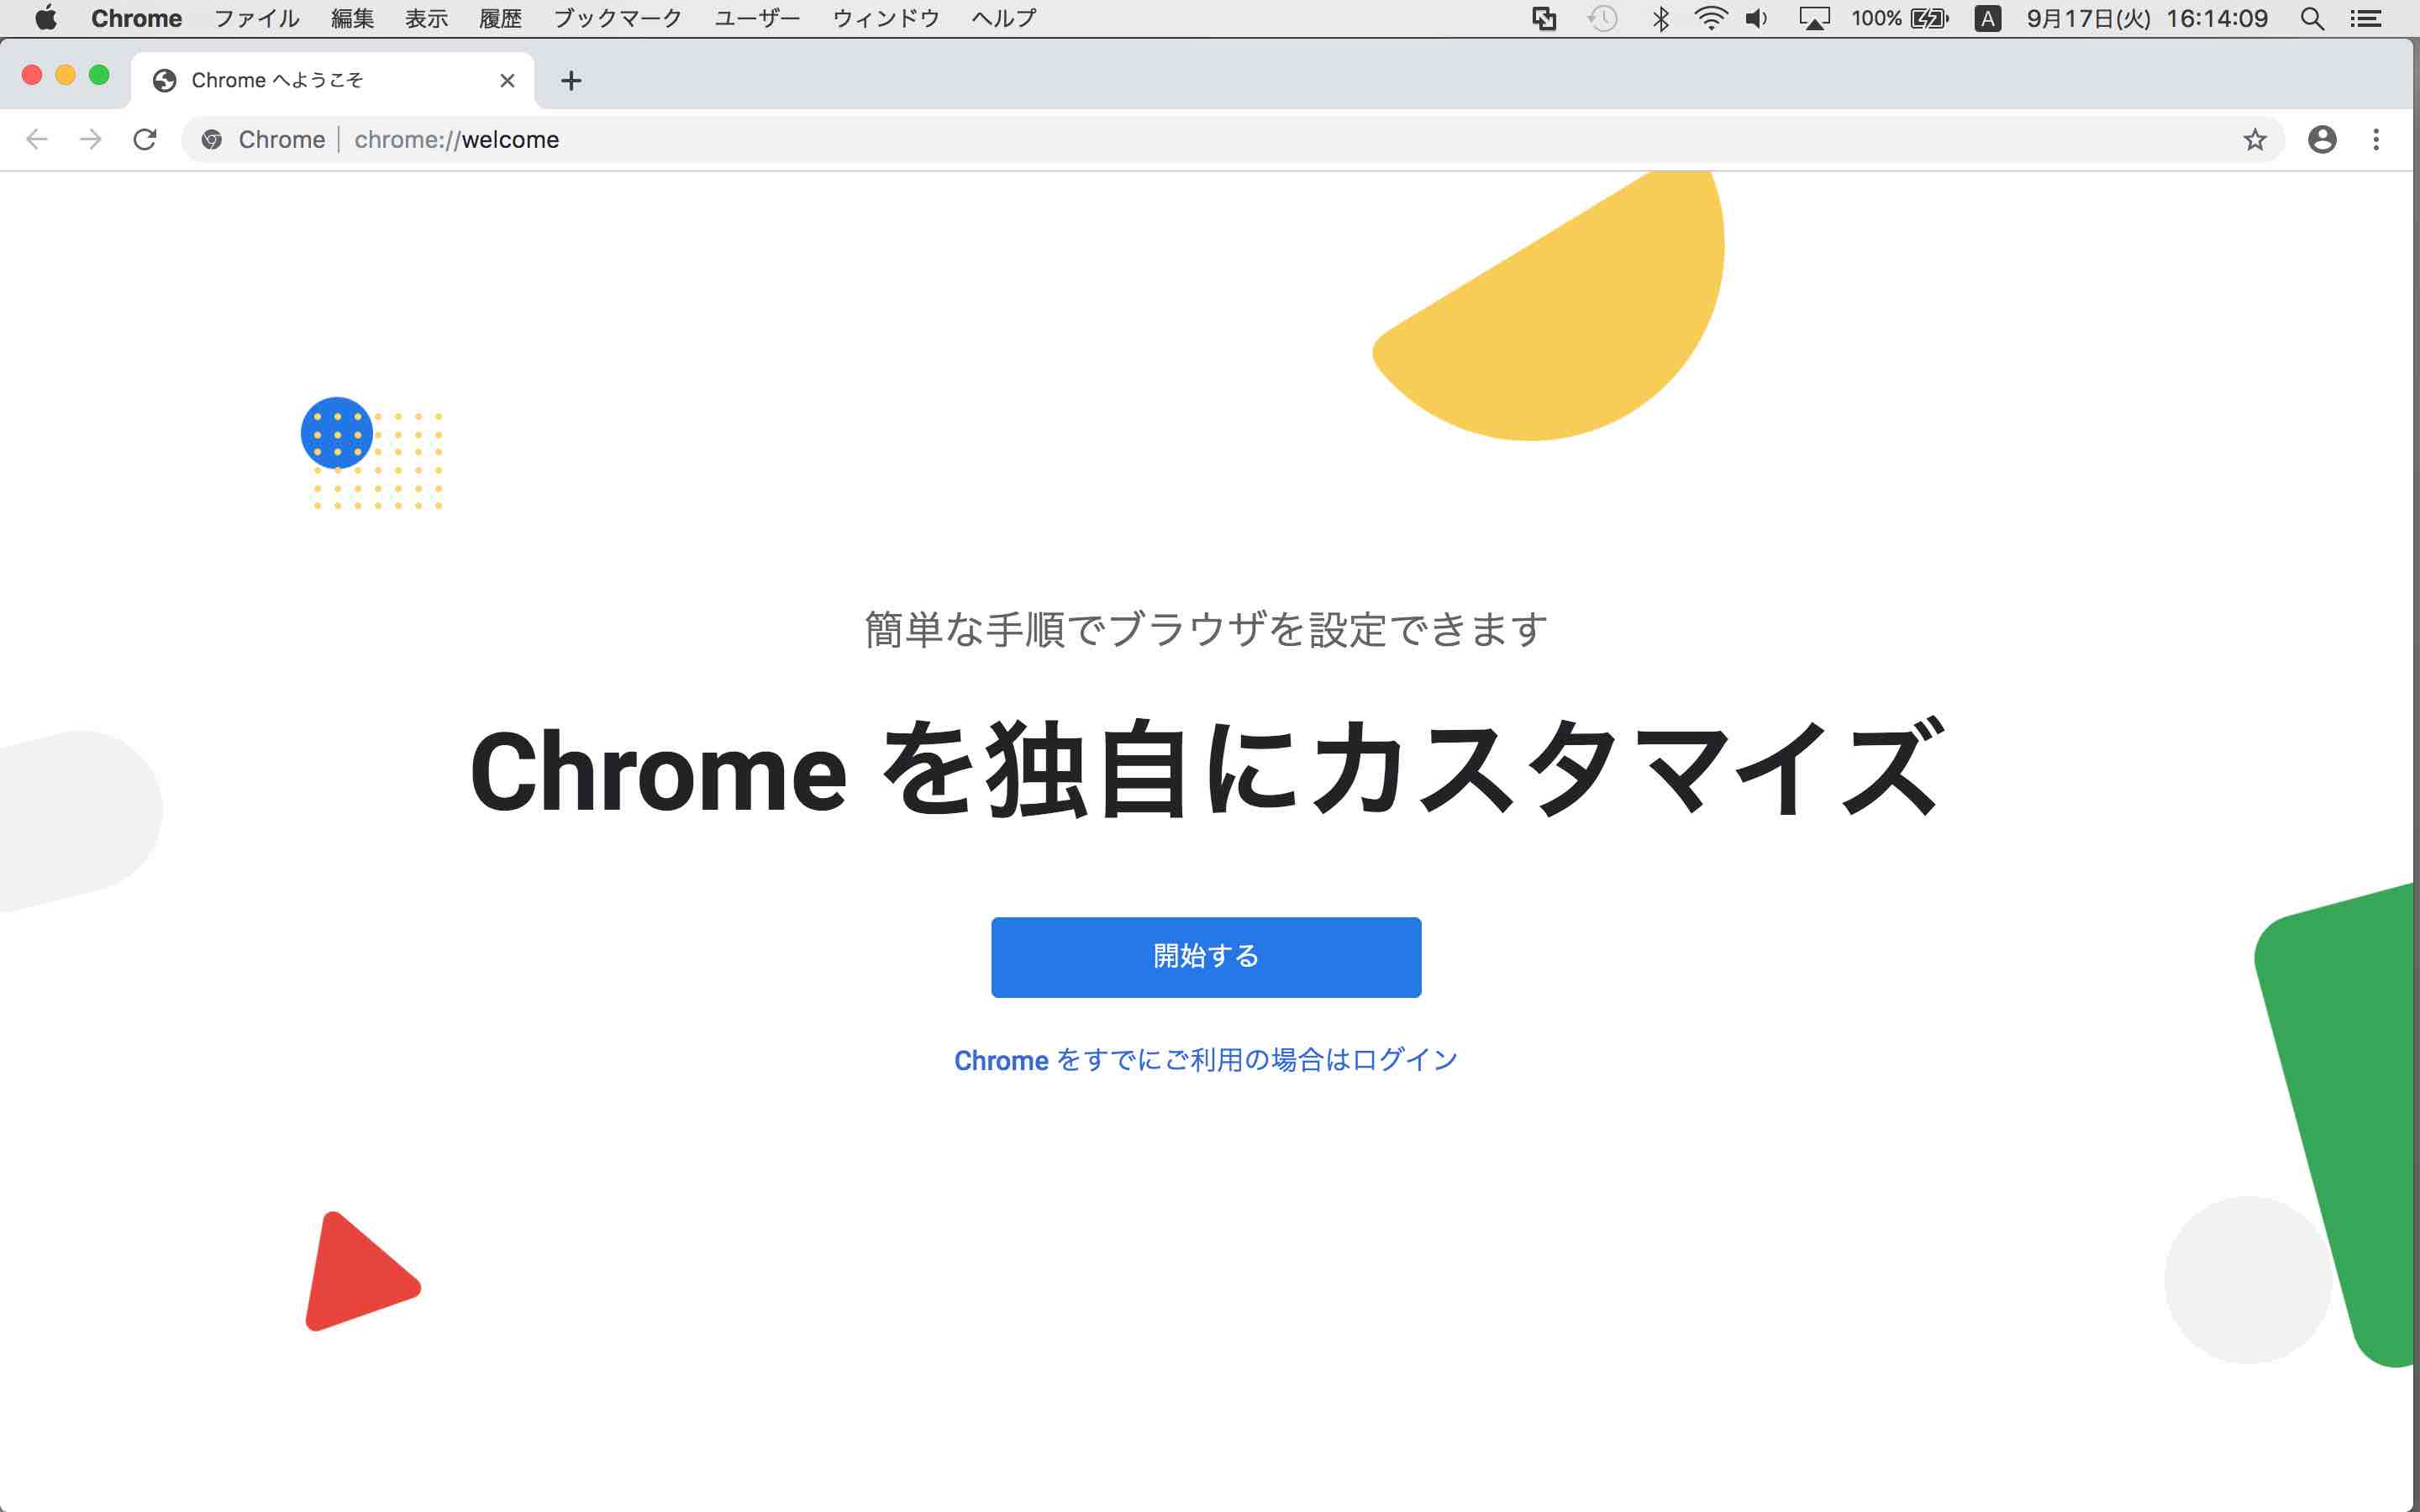 Chrome ファイル 編集 表示 履歴 ブックマーク ユーザー ウィンドウ ヘルプ 100% A 9月17日(火) 16:14:09
Chrome へようこそ
Chrome | chrome://welcome
簡単な手順でブラウザを設定できます
Chrome を独自にカスタマイズ
開始する
Chrome をすでにご利用の場合はログイン